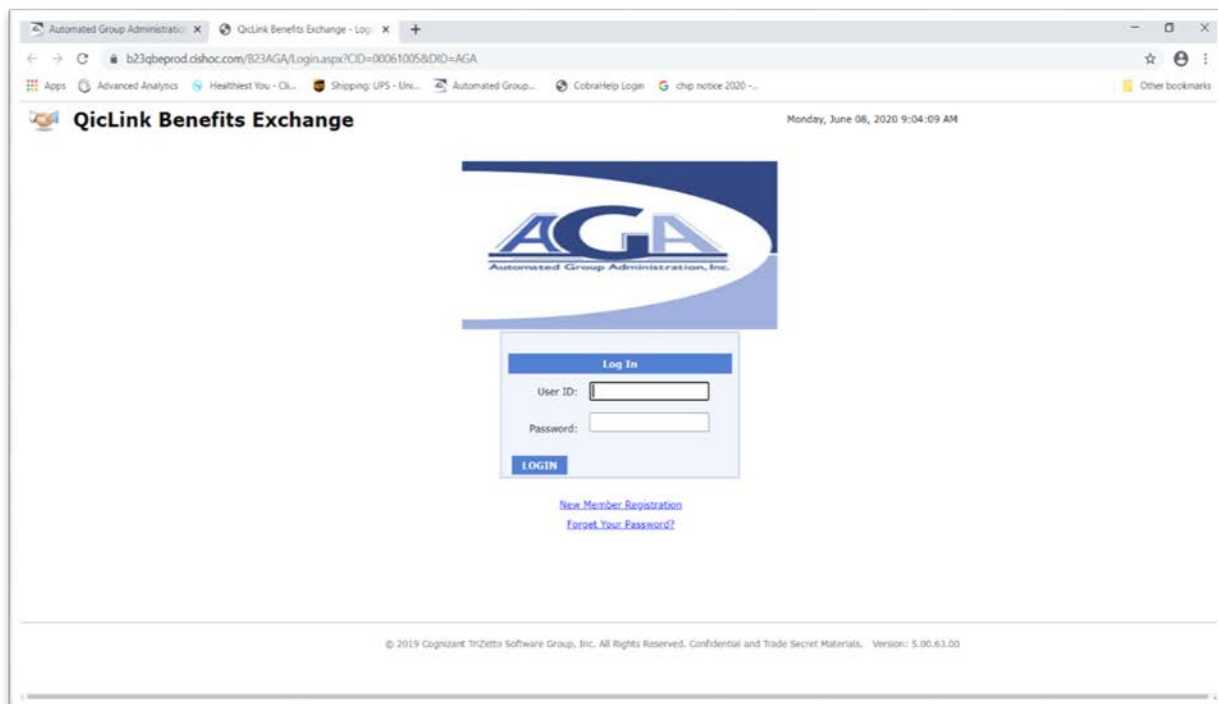 Automated Group Administratio
QicLink Benefits Exchange - Log
b23qbeprod.cishoc.com/823AGA/Login.aspx?CID=00061005&DID=AGA
Apps
Advanced Analytics
Healthiest You - Cli...
Shipping: UPS - Uni...
Automated Group...
CobraHelp Login
chip notice 2020 -...
Other bookmarks
QicLink Benefits Exchange
Monday, June 08, 2020 9:04:09 AM
AGA
Automated Group Administration, Inc.
Log In
User ID:
Password:
LOGIN
New Member Registration
Forget Your Password?
© 2019 Cognizant TriZetto Software Group, Inc. All Rights Reserved. Confidential and Trade Secret Materials. Version: 5.00.63.00